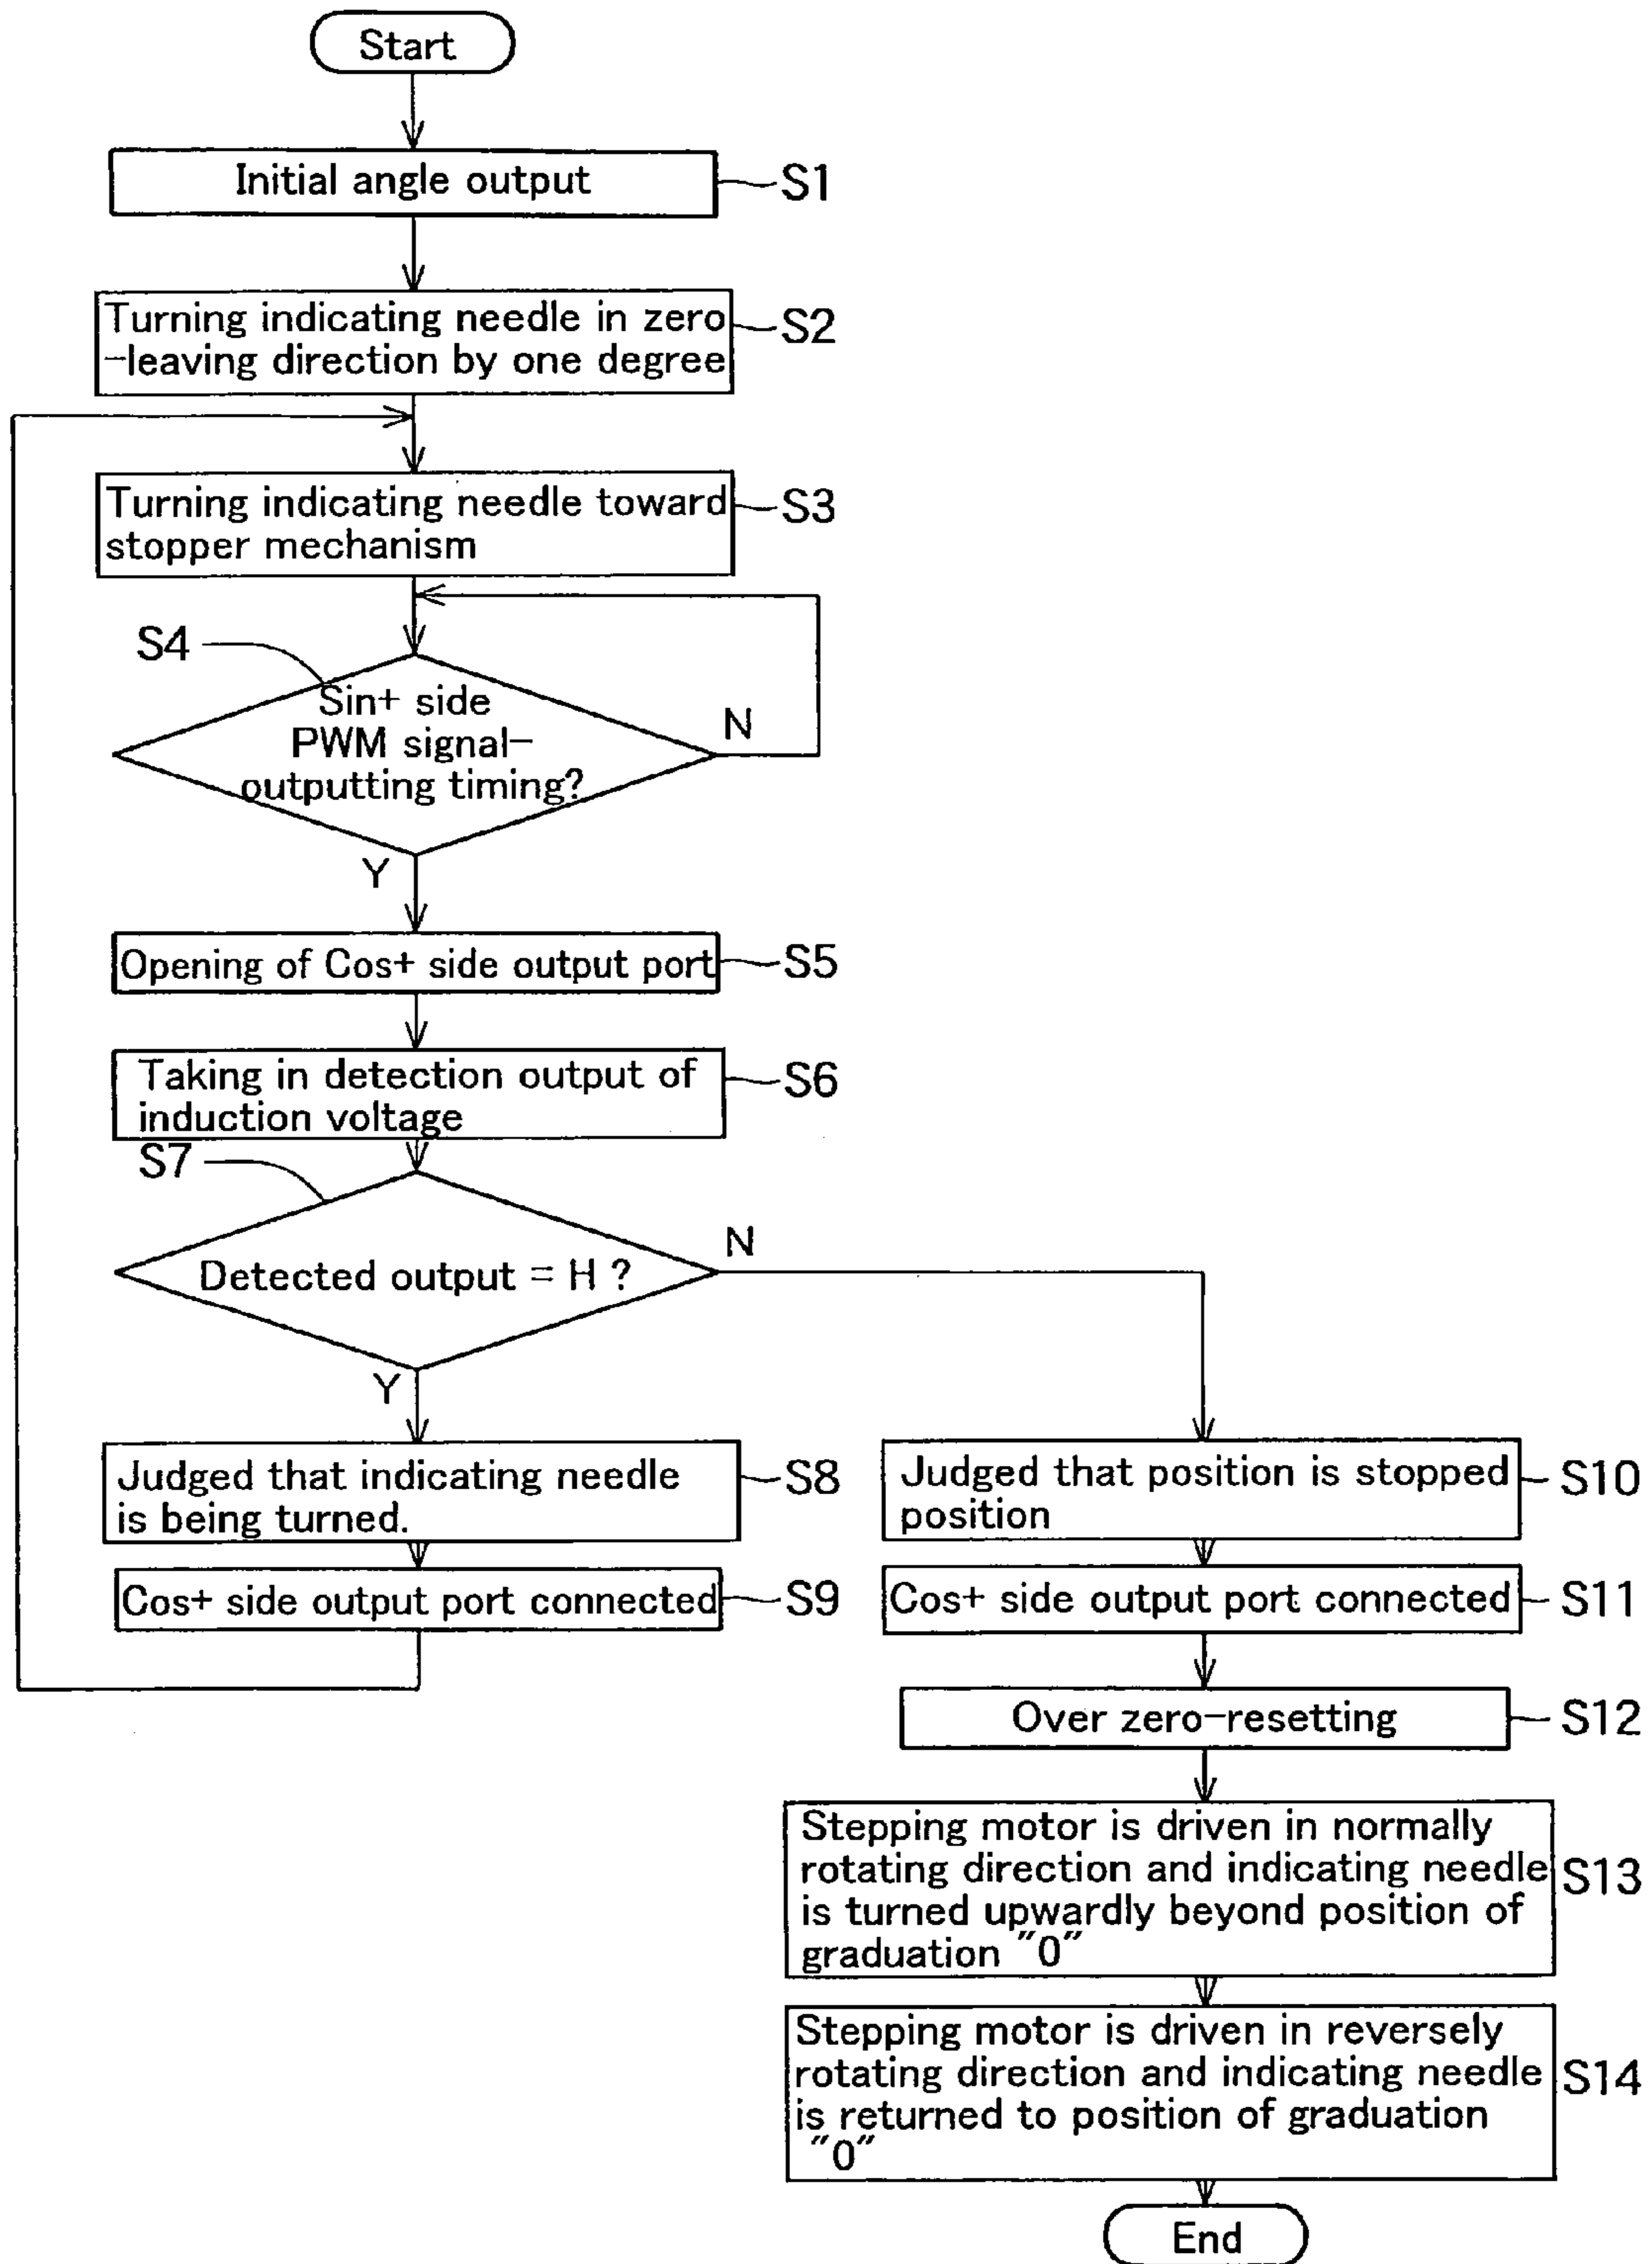 Start
Initial angle output
S1
Turning indicating needle in zero
-leaving direction by one degree
S2
Turning indicating needle toward
stopper mechanism
S3
S4
Sin+ side
PWM signal-
outputting timing?
N
Y
Opening of Cos+ side output port
S5
Taking in detection output of
induction voltage
S6
S7
Detected output = H ?
N
Y
Judged that indicating needle
is being turned.
S8
Judged that position is stopped
position
S10
Cos+ side output port connected
S9
Cos+ side output port connected
S11
Over zero-resetting
S12
Stepping motor is driven in normally
rotating direction and indicating needle
is turned upwardly beyond position of
graduation "0"
S13
Stepping motor is driven in reversely
rotating direction and indicating needle
is returned to position of graduation
"0"
S14
End